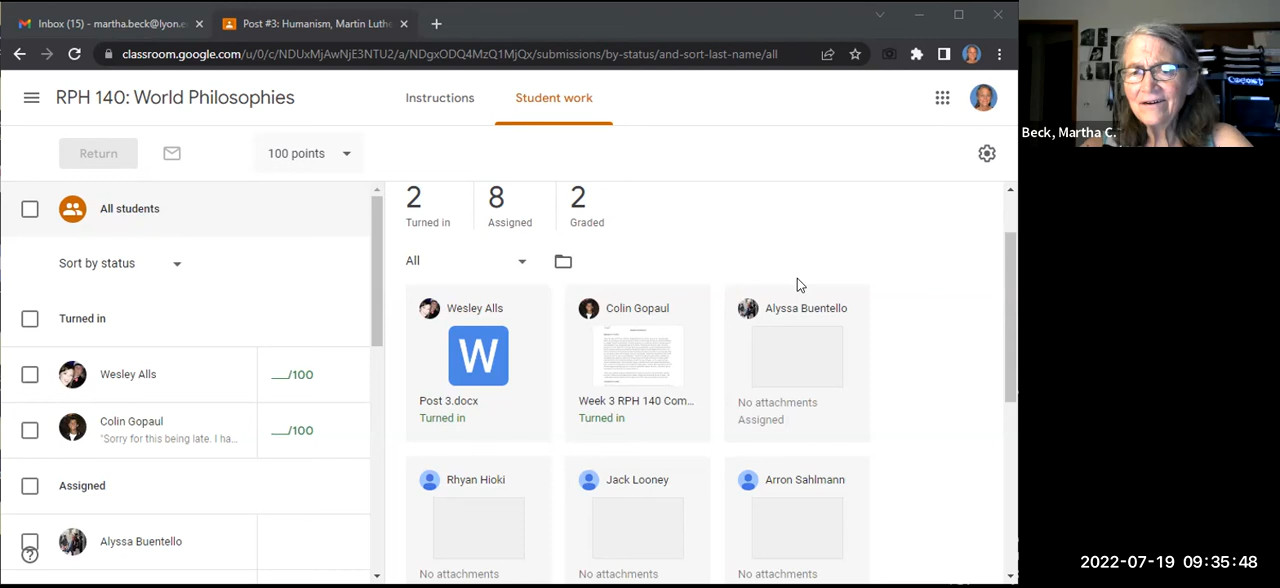 Inbox (15) - martha.beck@lyon.e
Post #3: Humanism, Martin Luthe
classroom.google.com/u/0/c/NDUxMjAwNjE3NTU2/a/NDgxODQ4MzQ1MjQx/submissions/by-status/and-sort-last-name/all
RPH 140: World Philosophies
Instructions
Student work
Beck, Martha C.
Return
100 points
All students
Sort by status
Turned in
Wesley Alls
___/100
Colin Gopaul
"Sorry for this being late. I ha...
___/100
Assigned
Alyssa Buentello
2
Turned in
8
Assigned
2
Graded
All
Wesley Alls
W
Post 3.docx
Turned in
Colin Gopaul
Week 3 RPH 140 Com...
Turned in
Alyssa Buentello
No attachments
Assigned
Rhyan Hioki
No attachments
Jack Looney
No attachments
Arron Sahlmann
No attachments
2022-07-19 09:35:48